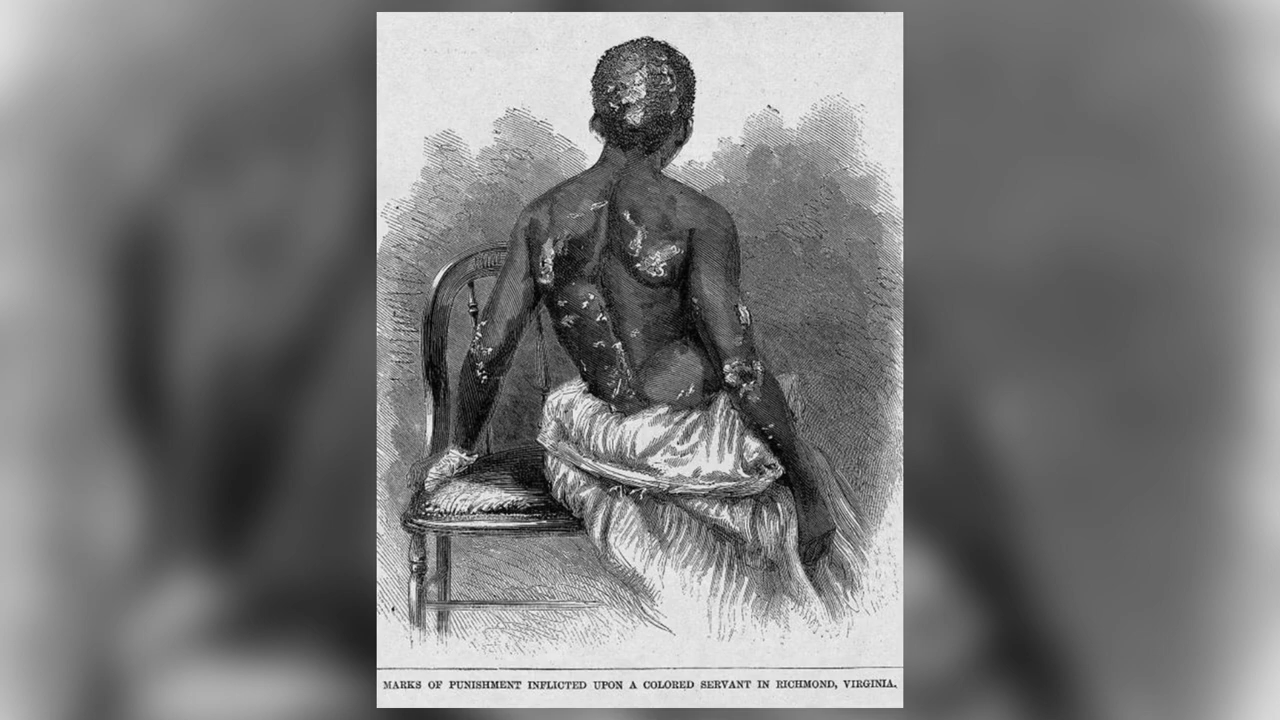 MARKS OF PUNISHMENT INFLICTED UPON A COLORED SERVANT IN RICHMOND, VIRGINIA.